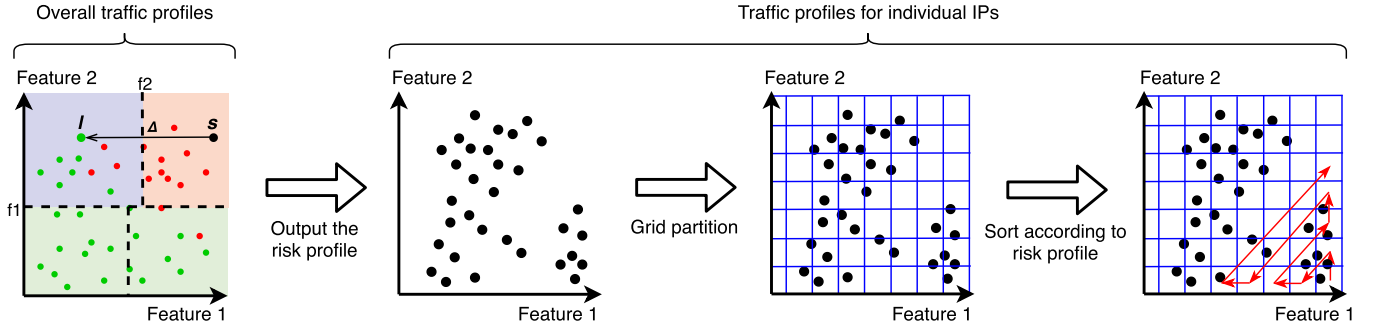 Overall traffic profiles
Traffic profiles for individual IPs
Feature 2
f2
l
Δ
s
f1
Feature 1
Output the
risk profile
Feature 2
Feature 1
Grid partition
Feature 2
Feature 1
Sort according to
risk profile
Feature 2
Feature 1